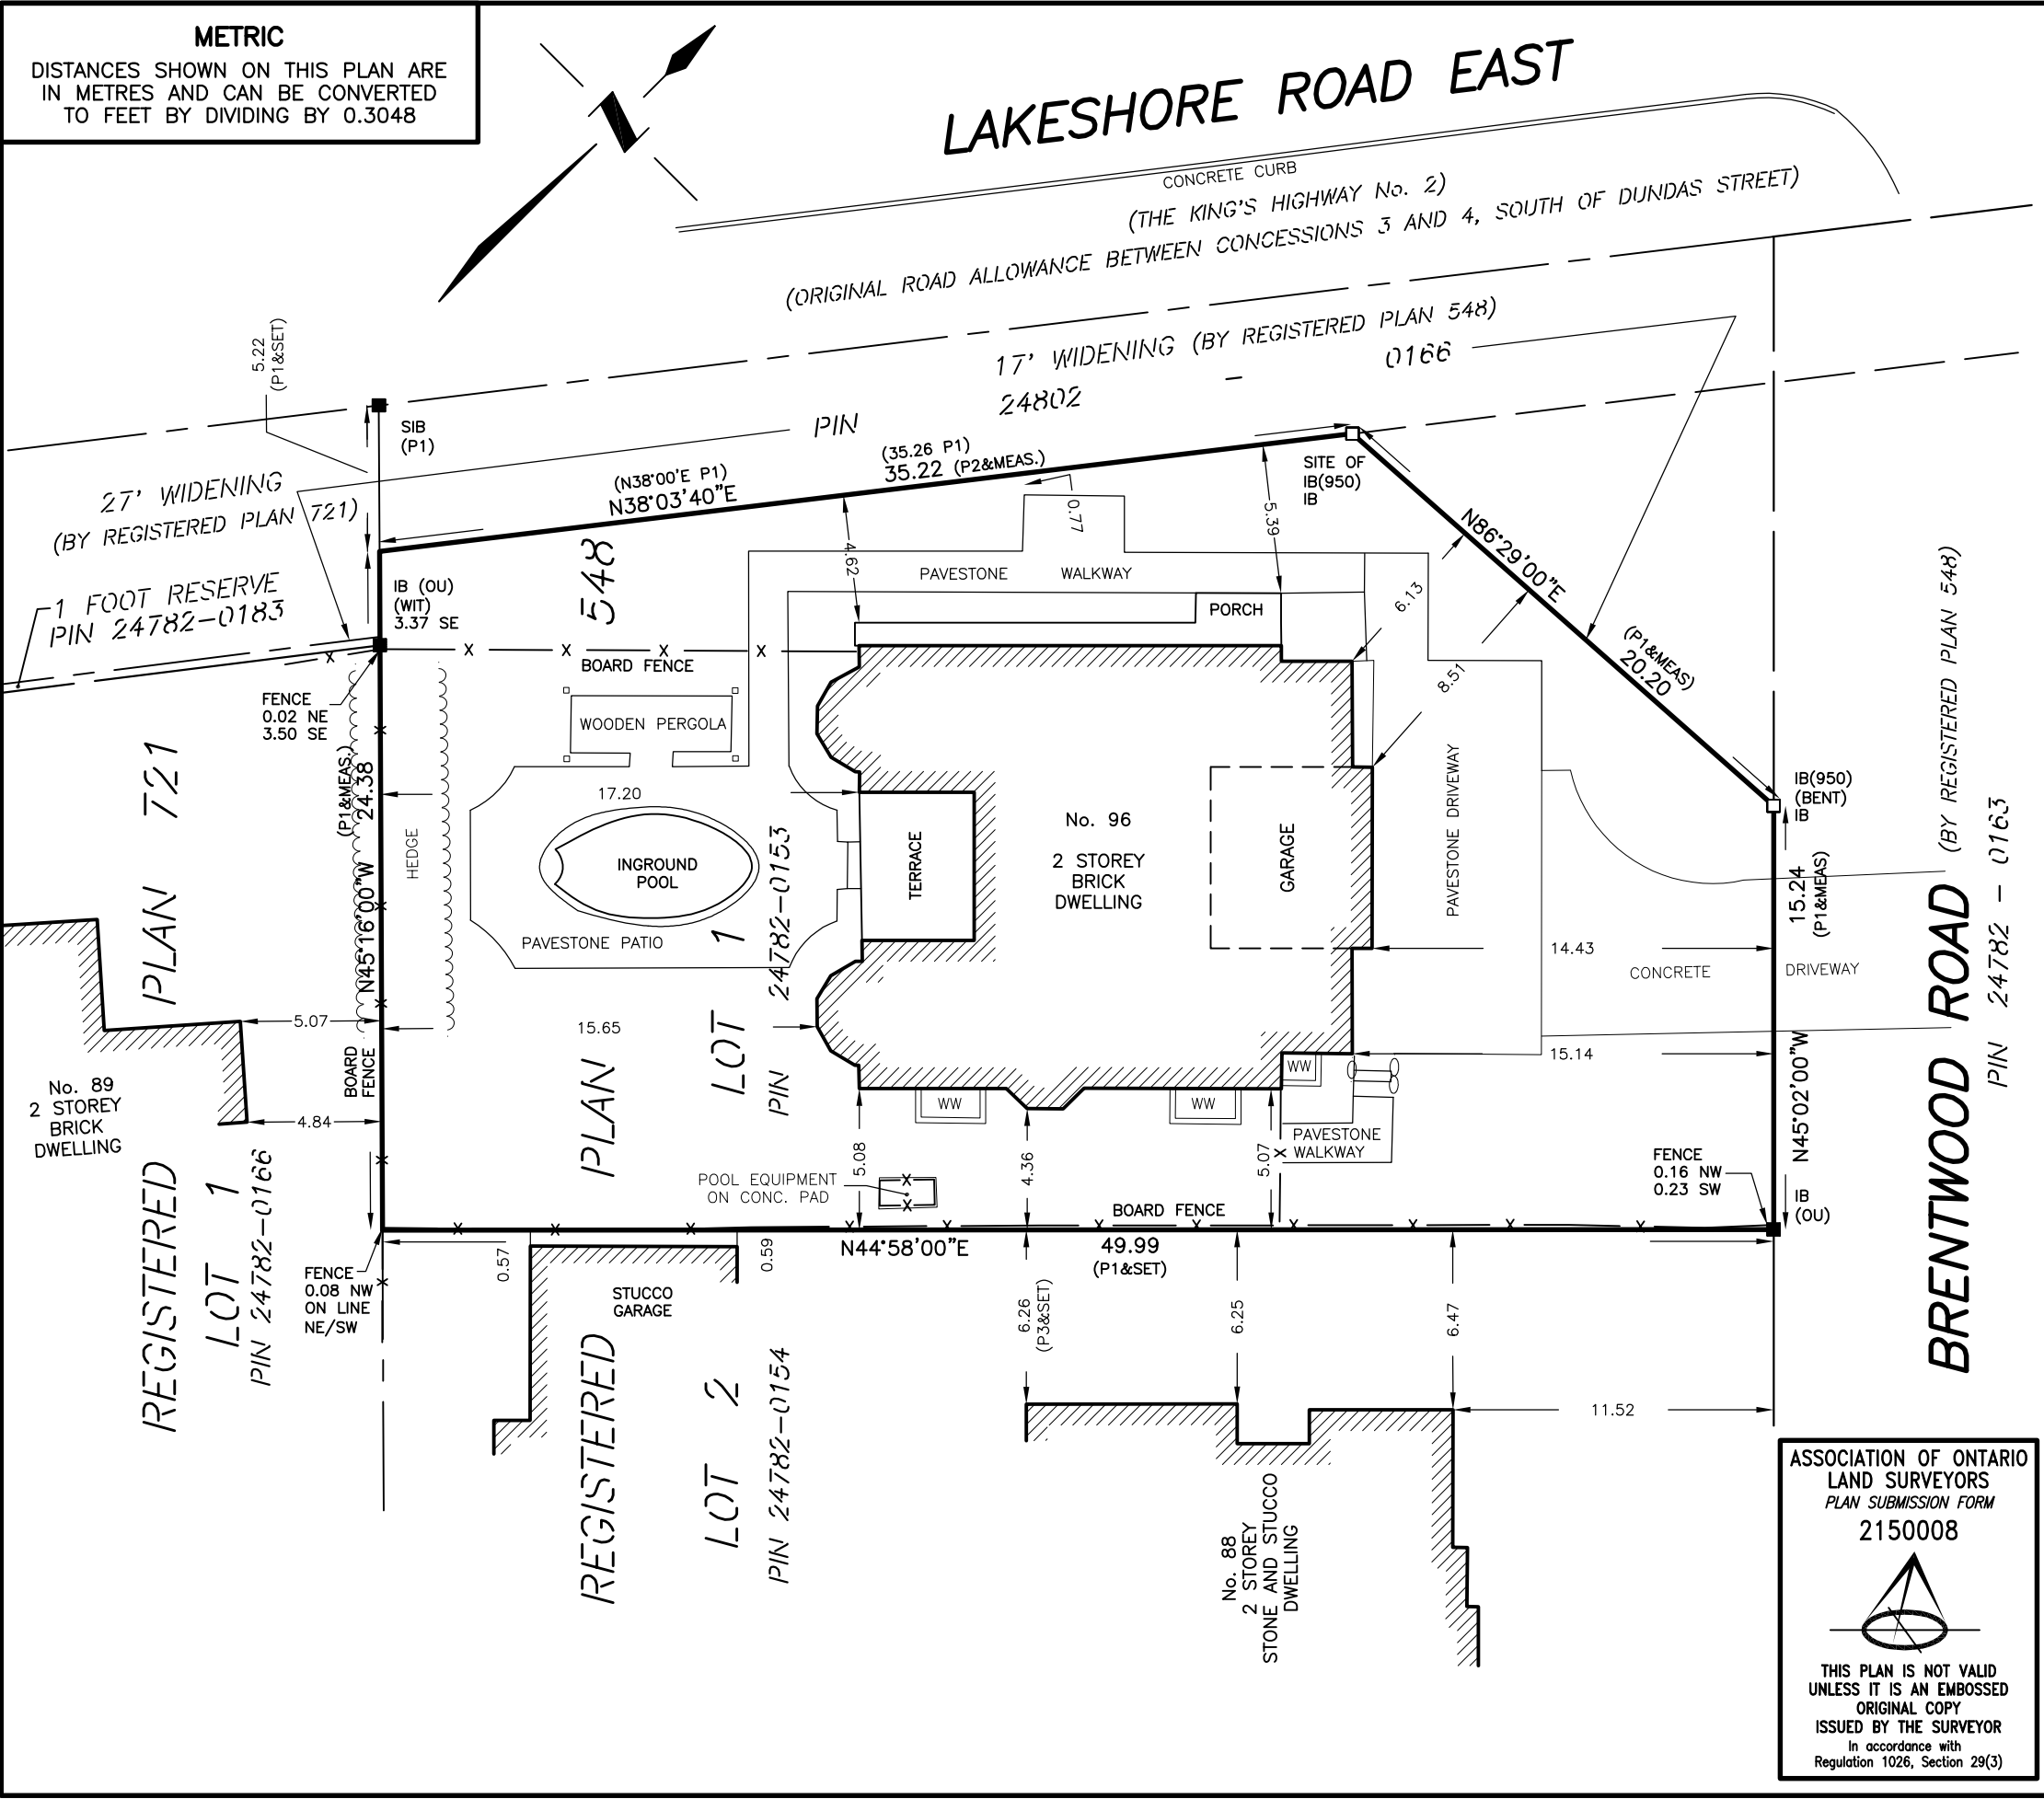 METRIC
DISTANCES SHOWN ON THIS PLAN ARE
IN METRES AND CAN BE CONVERTED
TO FEET BY DIVIDING BY 0.3048
LAKESHORE ROAD EAST
CONCRETE CURB
(THE KING'S HIGHWAY No. 2)
(ORIGINAL ROAD ALLOWANCE BETWEEN CONCESSIONS 3 AND 4, SOUTH OF DUNDAS STREET)
17' WIDENING (BY REGISTERED PLAN 548)
PIN 24802 - 0166
5.22
(P1&SET)
SIB
(P1)
27' WIDENING
(BY REGISTERED PLAN 721)
1 FOOT RESERVE
PIN 24782-0183
(N38°00'E P1)
N38°03'40"E
(35.26 P1)
35.22 (P2&MEAS.)
SITE OF
IB(950)
IB
N86°29'00"E
(P1&MEAS)
20.20
IB (OU)
(WIT)
3.37 SE
4.62
0.77
5.39
6.13
8.51
PAVESTONE WALKWAY
PORCH
BOARD FENCE
FENCE
0.02 NE
3.50 SE
WOODEN PERGOLA
17.20
INGROUND
POOL
PAVESTONE PATIO
TERRACE
No. 96
2 STOREY
BRICK
DWELLING
GARAGE
PAVESTONE DRIVEWAY
IB(950)
(BENT)
IB
15.24
(P1&MEAS)
14.43
CONCRETE DRIVEWAY
15.14
N45°02'00"W
BRENTWOOD ROAD
(BY REGISTERED PLAN 548)
PIN 24782 - 0163
(P1&MEAS.)
24.38
N45°16'00"W
HEDGE
BOARD
FENCE
5.07
4.84
15.65
No. 89
2 STOREY
BRICK
DWELLING
REGISTERED PLAN 721
LOT 1
PIN 24782-0166
REGISTERED PLAN 548
LOT 1
PIN 24782-0153
WW
WW
WW
PAVESTONE
WALKWAY
5.08
4.36
5.07
POOL EQUIPMENT
ON CONC. PAD
BOARD FENCE
FENCE
0.16 NW
0.23 SW
IB
(OU)
N44°58'00"E
49.99
(P1&SET)
FENCE
0.08 NW
ON LINE
NE/SW
0.57
0.59
STUCCO
GARAGE
6.26
(P3&SET)
6.25
6.47
11.52
LOT 2
PIN 24782-0154
No. 88
2 STOREY
STONE AND STUCCO
DWELLING
ASSOCIATION OF ONTARIO
LAND SURVEYORS
PLAN SUBMISSION FORM
2150008
THIS PLAN IS NOT VALID
UNLESS IT IS AN EMBOSSED
ORIGINAL COPY
ISSUED BY THE SURVEYOR
In accordance with
Regulation 1026, Section 29(3)